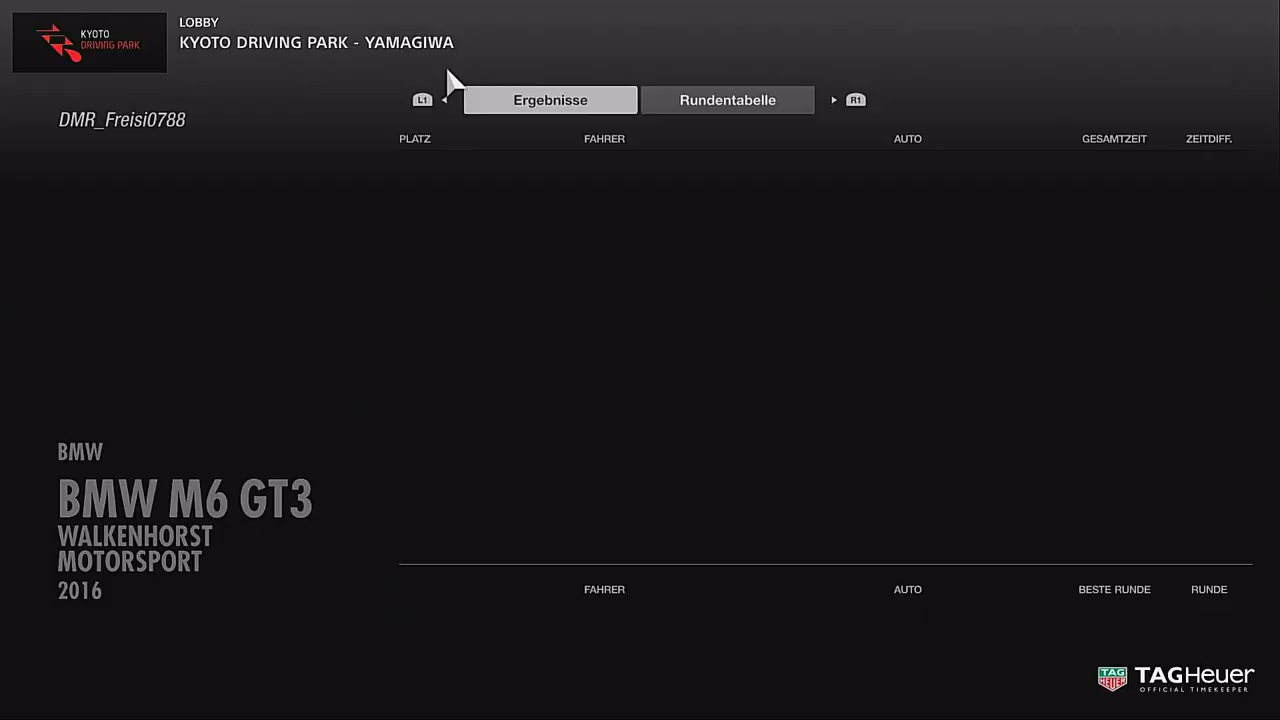 KYOTO
DRIVING PARK
LOBBY
KYOTO DRIVING PARK - YAMAGIWA
L1
Ergebnisse
Rundentabelle
R1
DMR_Freisi0788
PLATZ
FAHRER
AUTO
GESAMTZEIT
ZEITDIFF.
BMW
BMW M6 GT3
WALKENHORST
MOTORSPORT
2016
FAHRER
AUTO
BESTE RUNDE
RUNDE
TAG
HEUER
TAGHeuer
OFFICIAL TIMEKEEPER